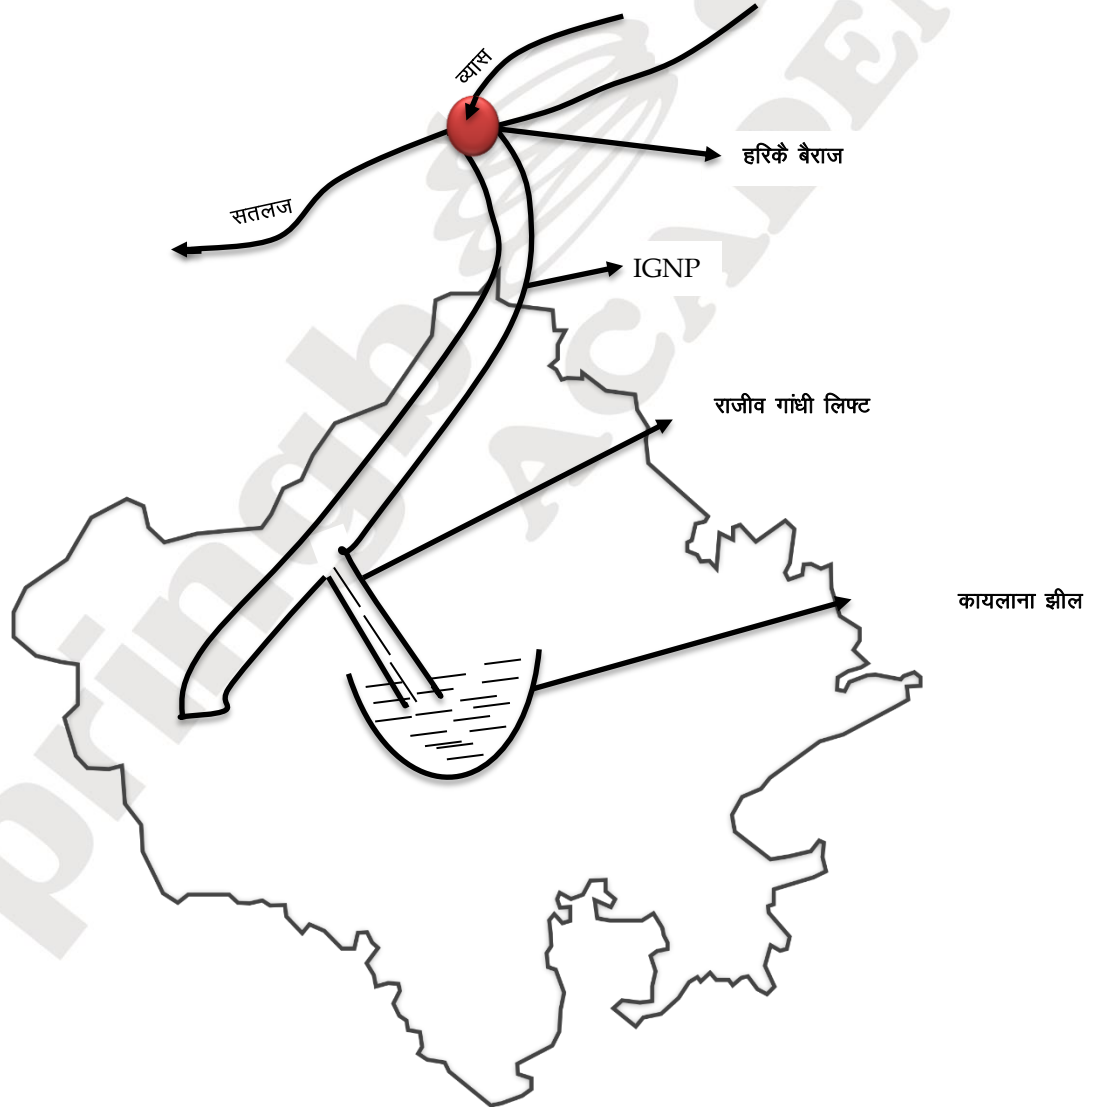 व्यास
हरिकै बैराज
सतलज
IGNP
राजीव गांधी लिफ्ट
कायलाना झील